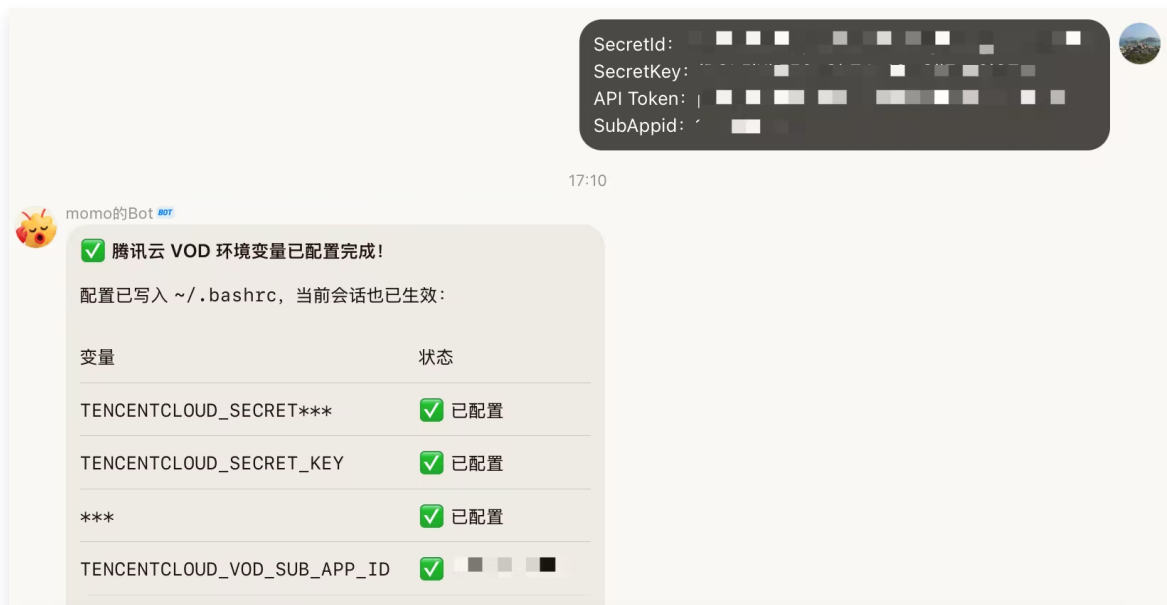 SecretId:
SecretKey:
API Token:
SubAppid:
17:10
momo的Bot BOT
腾讯云 VOD 环境变量已配置完成！
配置已写入 ~/.bashrc，当前会话也已生效：
变量 状态
TENCENTCLOUD_SECRET*** 已配置
TENCENTCLOUD_SECRET_KEY 已配置
*** 已配置
TENCENTCLOUD_VOD_SUB_APP_ID